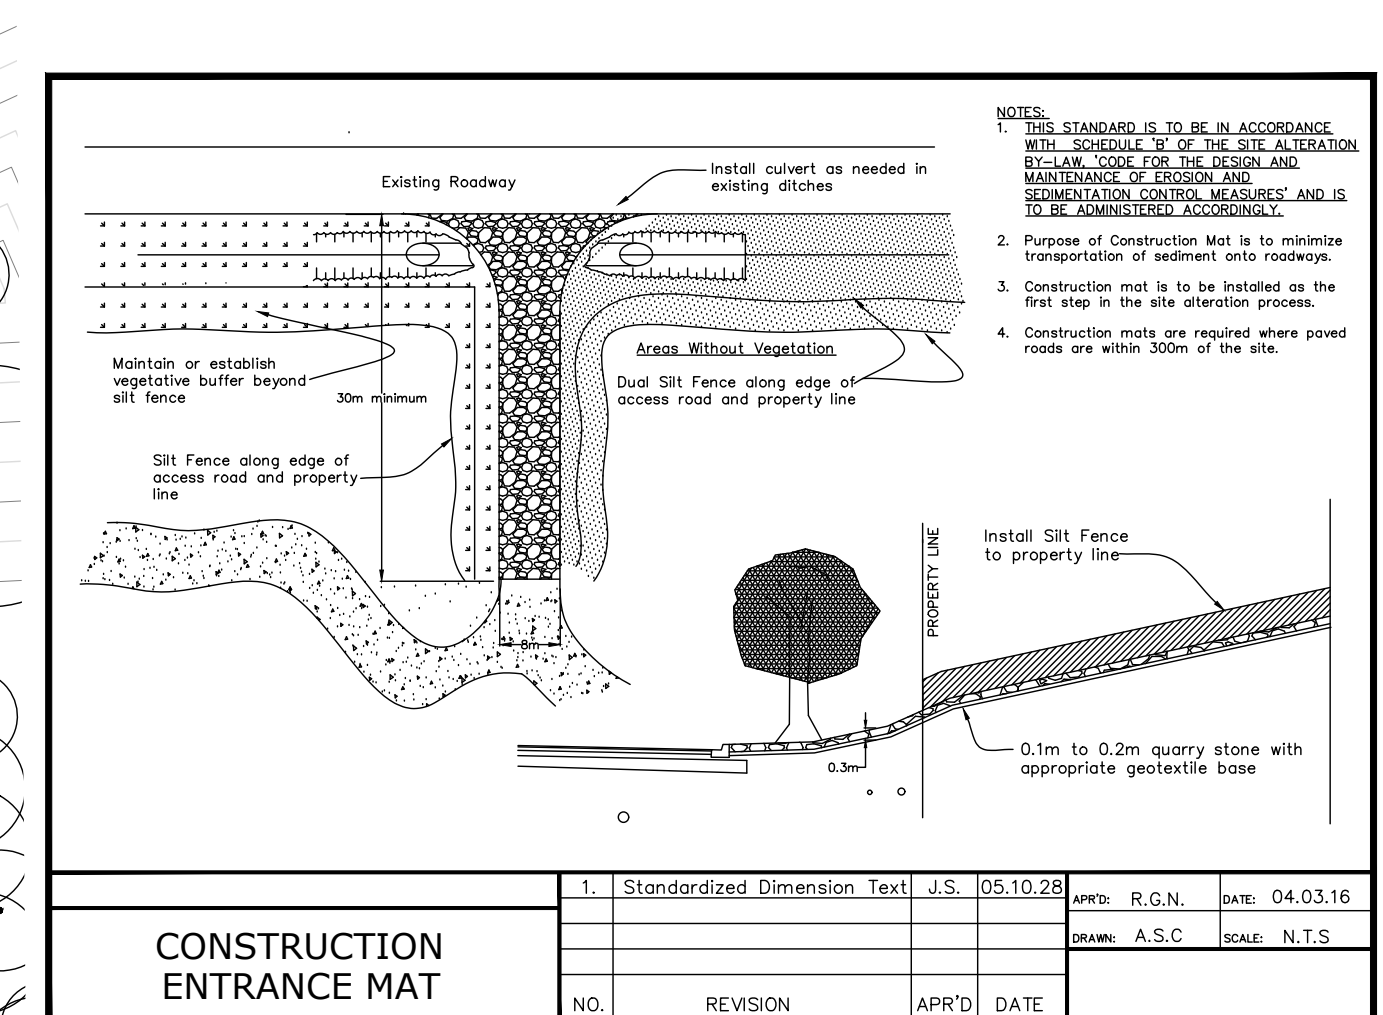 NOTES:
1. THIS STANDARD IS TO BE IN ACCORDANCE
WITH SCHEDULE 'B' OF THE SITE ALTERATION
BY-LAW, 'CODE FOR THE DESIGN AND
MAINTENANCE OF EROSION AND
SEDIMENTATION CONTROL MEASURES' AND IS
TO BE ADMINISTERED ACCORDINGLY.
2. Purpose of Construction Mat is to minimize
transportation of sediment onto roadways.
3. Construction mat is to be installed as the
first step in the site alteration process.
4. Construction mats are required where paved
roads are within 300m of the site.
Existing Roadway
Install culvert as needed in
existing ditches
Maintain or establish
vegetative buffer beyond
silt fence
30m minimum
Areas Without Vegetation
Dual Silt Fence along edge of
access road and property line
Silt Fence along edge of
access road and property
line
8m
PROPERTY LINE
Install Silt Fence
to property line
0.3m
0.1m to 0.2m quarry stone with
appropriate geotextile base
CONSTRUCTION
ENTRANCE MAT
1. Standardized Dimension Text J.S. 05.10.28
NO. REVISION APR'D DATE
APR'D: R.G.N. DATE: 04.03.16
DRAWN: A.S.C SCALE: N.T.S